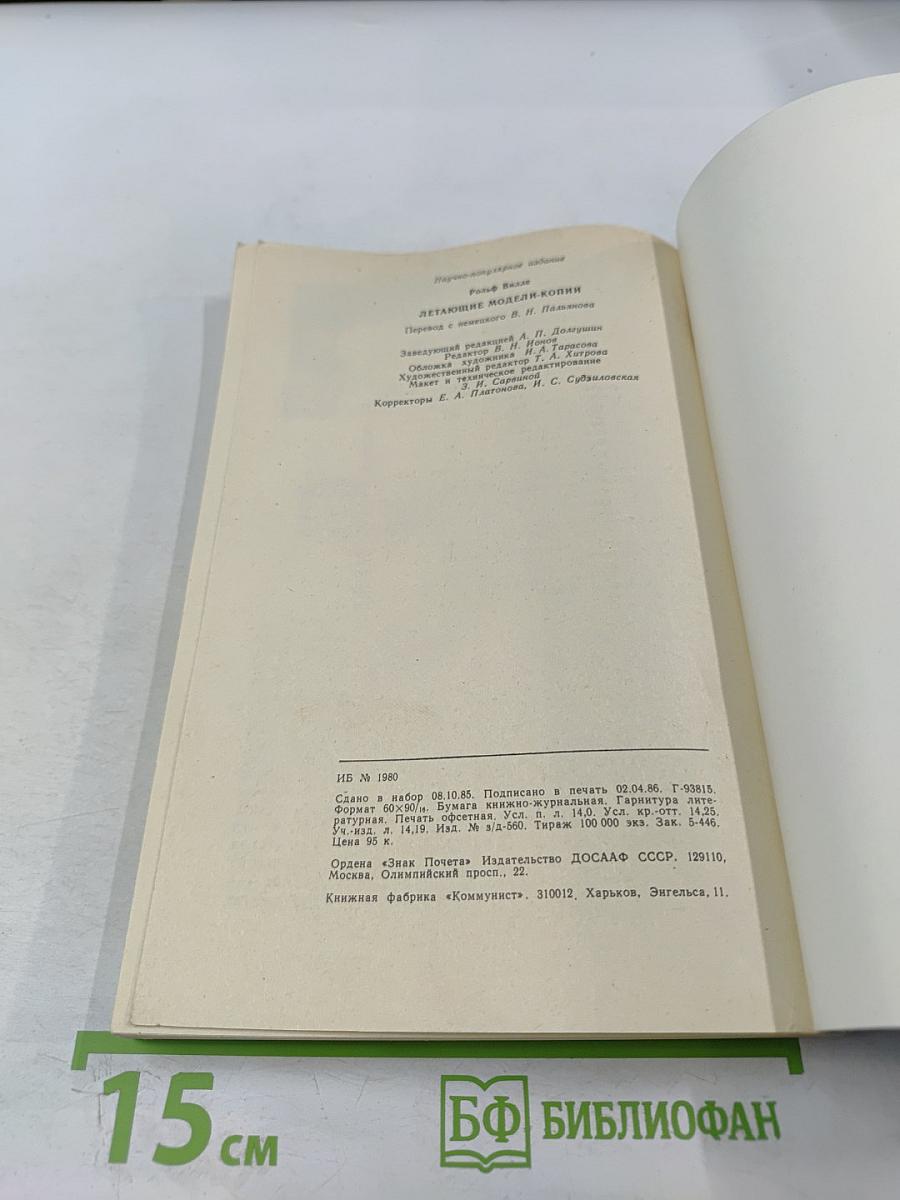 Научно-популярное издание
Рольф Вилле
ЛЕТАЮЩИЕ МОДЕЛИ-КОПИИ
Перевод с немецкого В. Н. Пальянова
Заведующий редакцией А. П. Долгушин
Редактор В. Н. Ионов
Обложка художника И. А. Тарасова
Художественный редактор Т. А. Хитрова
Макет и техническое редактирование
З. И. Сарвиной
Корректоры Е. А. Платонова, И. С. Судзиловская
ИБ № 1980
Сдано в набор 08.10.85. Подписано в печать 02.04.86. Г-93815.
Формат 60×90/16. Бумага книжно-журнальная. Гарнитура лите-
ратурная. Печать офсетная. Усл. п. л. 14,0. Усл. кр.-отт. 14,25.
Уч.-изд. л. 14,19. Изд. № з/д-560. Тираж 100 000 экз. Зак. 5-446.
Цена 95 к.
Ордена «Знак Почета» Издательство ДОСААФ СССР. 129110,
Москва, Олимпийский просп., 22.
Книжная фабрика «Коммунист». 310012, Харьков, Энгельса, 11.
15 см
БФ БИБЛИОФАН